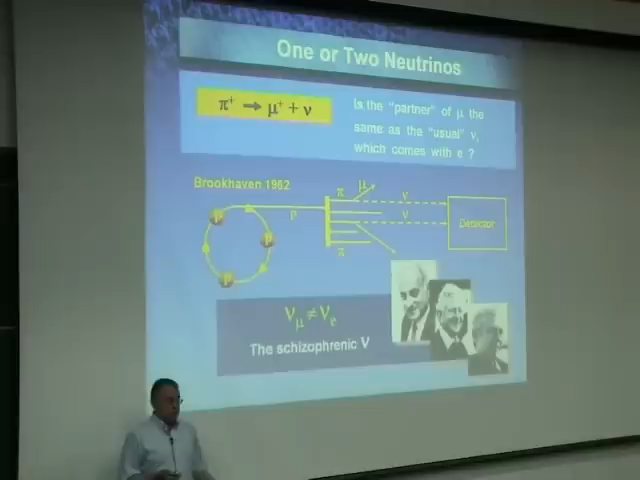 One or Two Neutrinos
π⁺ → μ⁺ + ν
Is the "partner" of μ the
same as the "usual" ν,
which comes with e ?
Brookhaven 1962
π
μ
ν
p
ν
Detector
π
p
p
p
ν_μ ≠ ν_e
The schizophrenic ν